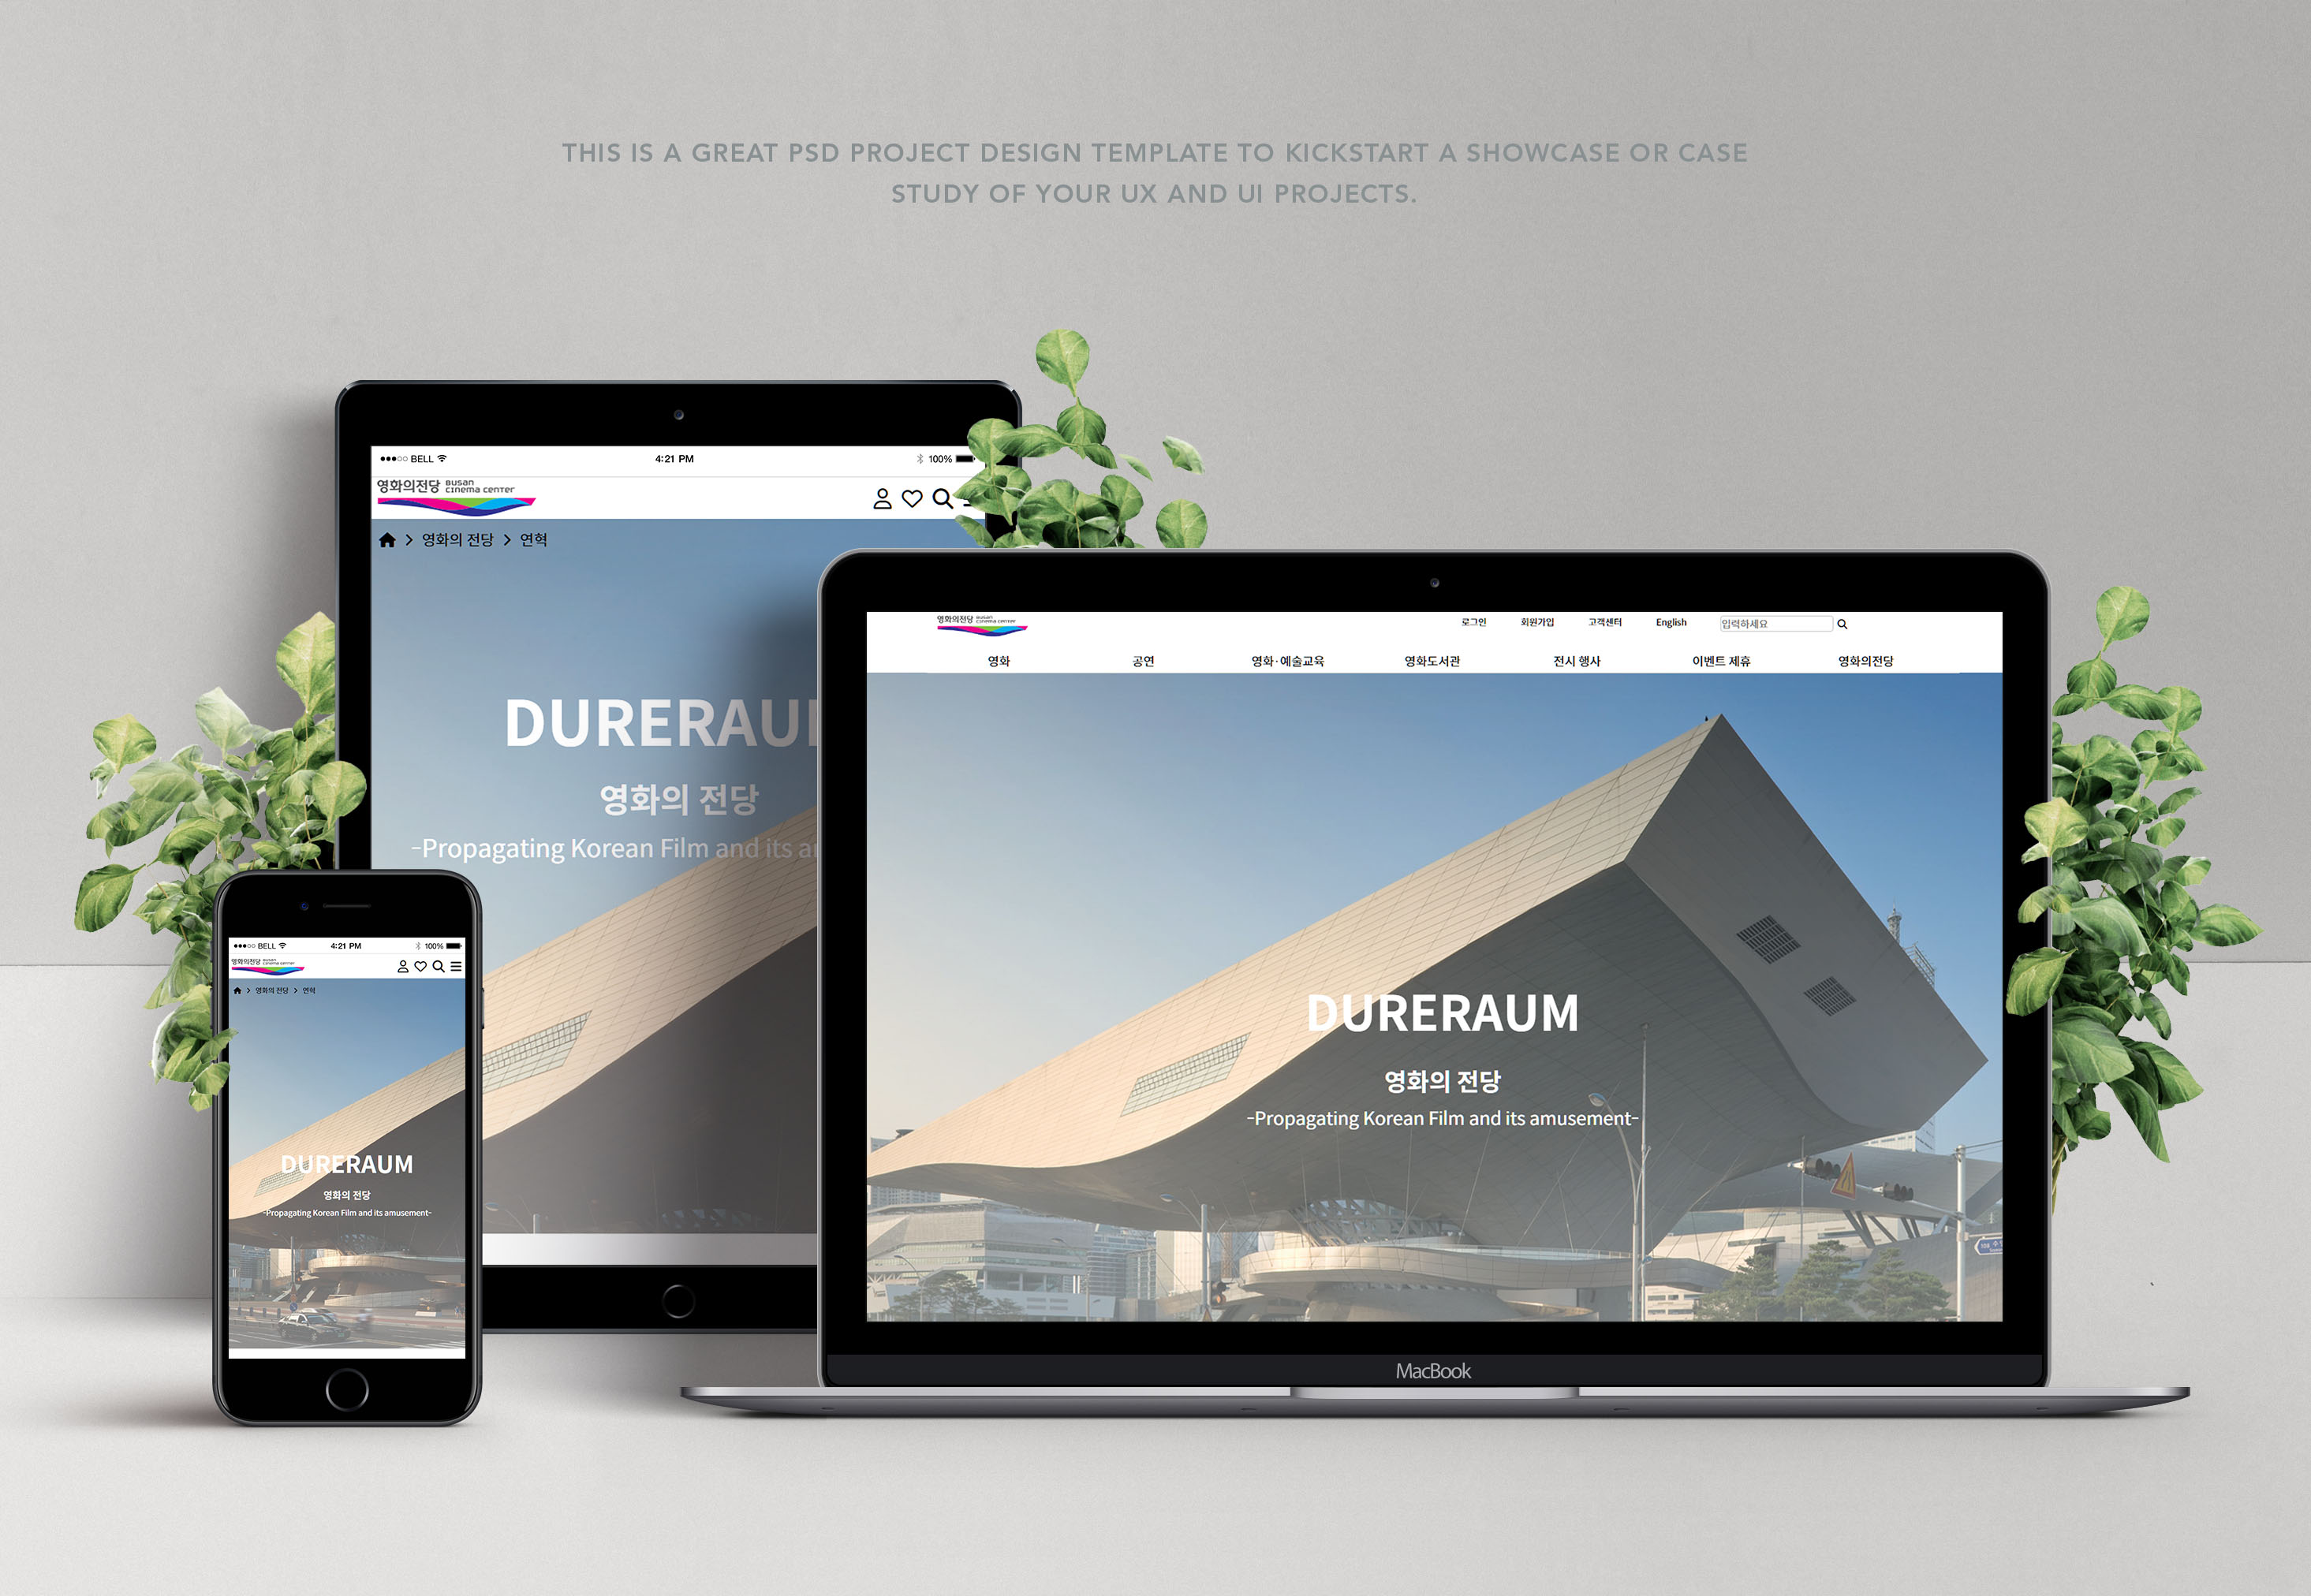 THIS IS A GREAT PSD PROJECT DESIGN TEMPLATE TO KICKSTART A SHOWCASE OR CASE
STUDY OF YOUR UX AND UI PROJECTS.
BELL
4:21 PM
100%
영화의전당 BUSAN CINEMA CENTER
영화의 전당
연혁
DURERAU
영화의 전당
-Propagating Korean Film and its a
BELL
4:21 PM
100%
영화의전당 BUSAN CINEMA CENTER
영화의 전당
연혁
DURERAUM
영화의 전당
-Propagating Korean Film and its amusement-
영화의전당 BUSAN CINEMA CENTER
로그인 회원가입 고객센터 English 입력하세요
영화 공연 영화·예술교육 영화도서관 전시 행사 이벤트 제휴 영화의전당
DURERAUM
영화의 전당
-Propagating Korean Film and its amusement-
MacBook